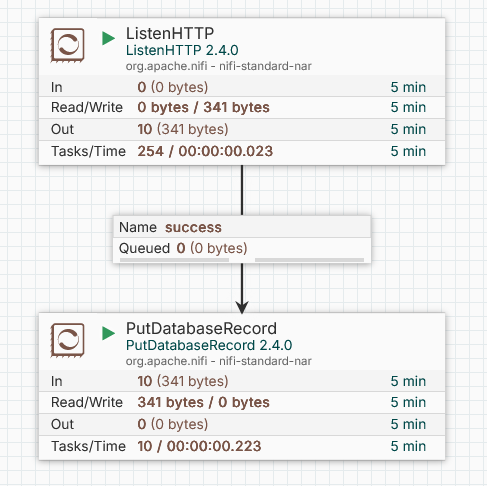 ListenHTTP
ListenHTTP 2.4.0
org.apache.nifi - nifi-standard-nar
In 0 (0 bytes) 5 min
Read/Write 0 bytes / 341 bytes 5 min
Out 10 (341 bytes) 5 min
Tasks/Time 254 / 00:00:00.023 5 min
Name success
Queued 0 (0 bytes)
PutDatabaseRecord
PutDatabaseRecord 2.4.0
org.apache.nifi - nifi-standard-nar
In 10 (341 bytes) 5 min
Read/Write 341 bytes / 0 bytes 5 min
Out 0 (0 bytes) 5 min
Tasks/Time 10 / 00:00:00.223 5 min